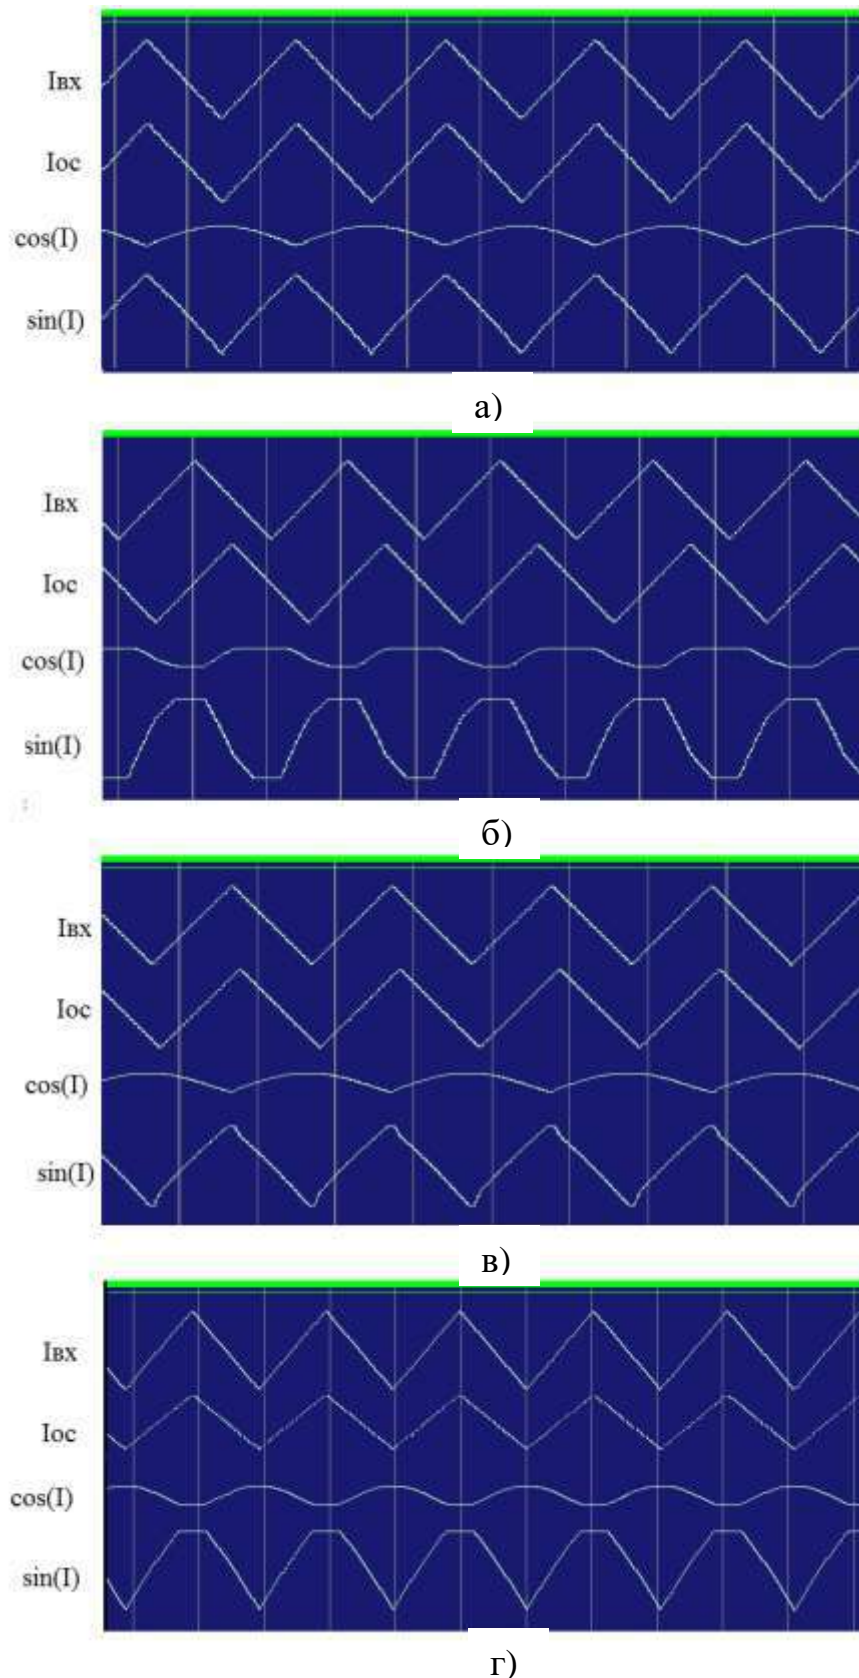 Iвх
Iос
cos(I)
sin(I)
а)
Iвх
Iос
cos(I)
sin(I)
б)
Iвх
Iос
cos(I)
sin(I)
в)
Iвх
Iос
cos(I)
sin(I)
г)